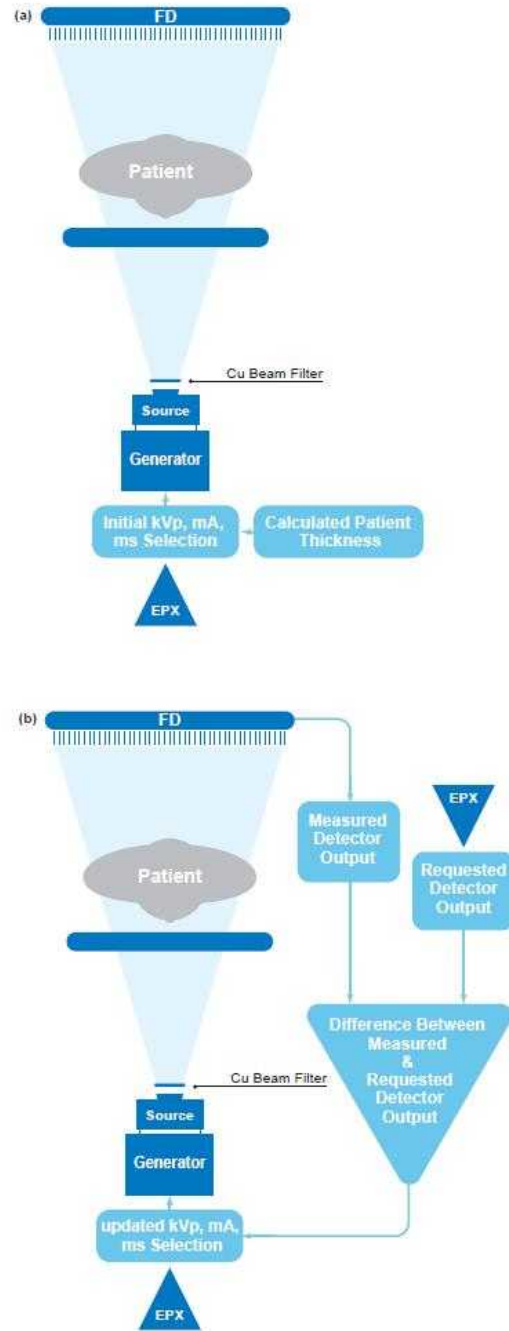 (a)
FD
Patient
Cu Beam Filter
Source
Generator
Initial kVp, mA,
ms Selection
Calculated Patient
Thickness
EPX
(b)
FD
EPX
Measured
Detector
Output
Requested
Detector
Output
Patient
Difference Between
Measured
&
Requested
Detector
Output
Cu Beam Filter
Source
Generator
updated kVp, mA,
ms Selection
EPX